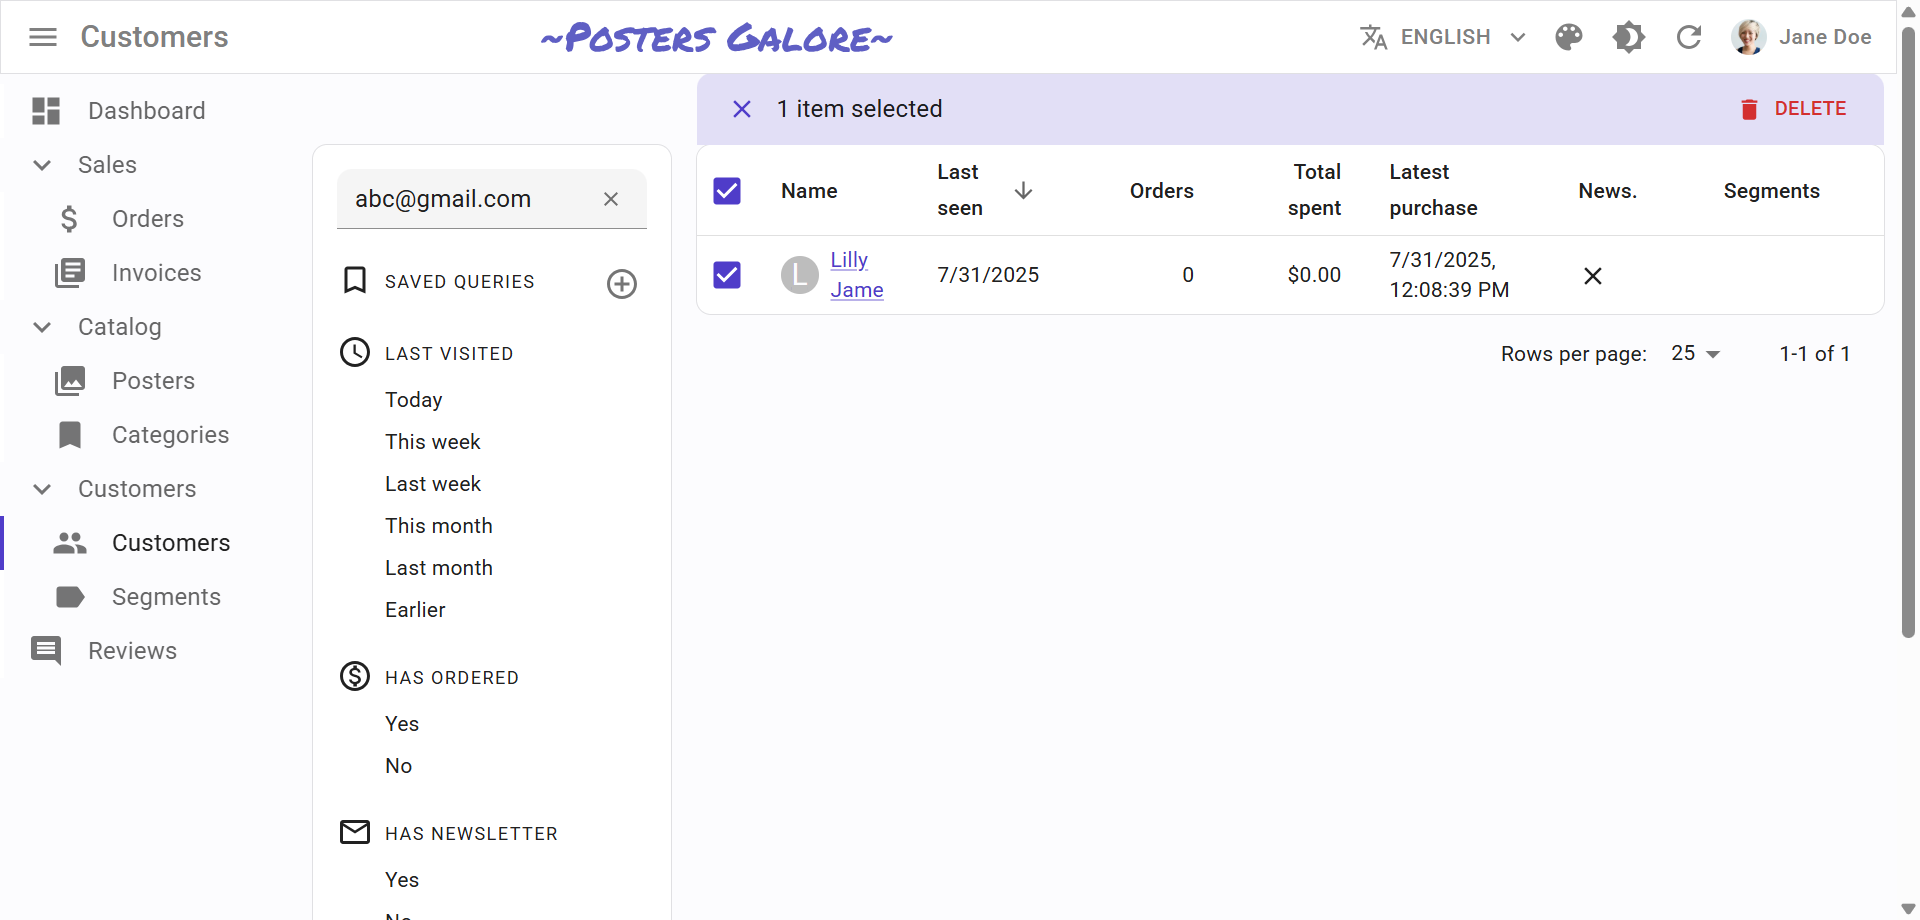 Customers
~Posters Galore~
ENGLISH
Jane Doe
Dashboard
Sales
Orders
Invoices
Catalog
Posters
Categories
Customers
Customers
Segments
Reviews
abc@gmail.com
SAVED QUERIES
LAST VISITED
Today
This week
Last week
This month
Last month
Earlier
HAS ORDERED
Yes
No
HAS NEWSLETTER
Yes
No
1 item selected
DELETE
Name
Last seen
Orders
Total spent
Latest purchase
News.
Segments
L
Lilly Jame
7/31/2025
0
$0.00
7/31/2025, 12:08:39 PM
Rows per page:
25
1-1 of 1